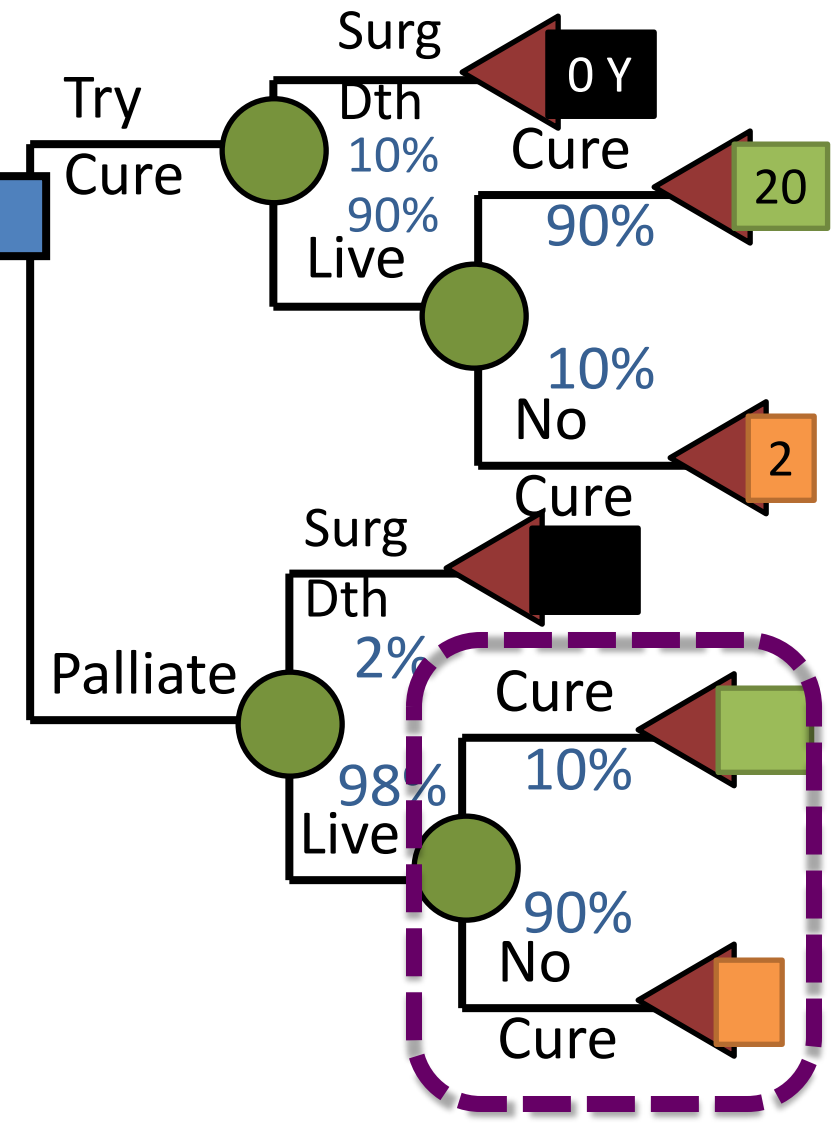 Surg
Dth
0 Y
10%
Try
Cure
90%
Live
Cure
90%
20
10%
No
Cure
2
Surg
Dth
2%
Palliate
98%
Live
Cure
10%
90%
No
Cure